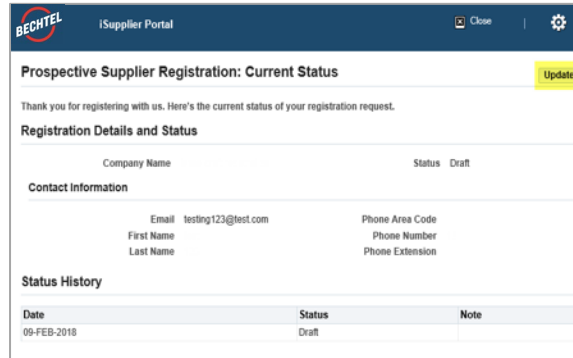 BECHTEL iSupplier Portal Close
Prospective Supplier Registration: Current Status Update
Thank you for registering with us. Here's the current status of your registration request.
Registration Details and Status
Company Name Status Draft
Contact Information
Email testing123@test.com Phone Area Code
First Name Phone Number
Last Name Phone Extension
Status History
Date Status Note
09-FEB-2018 Draft